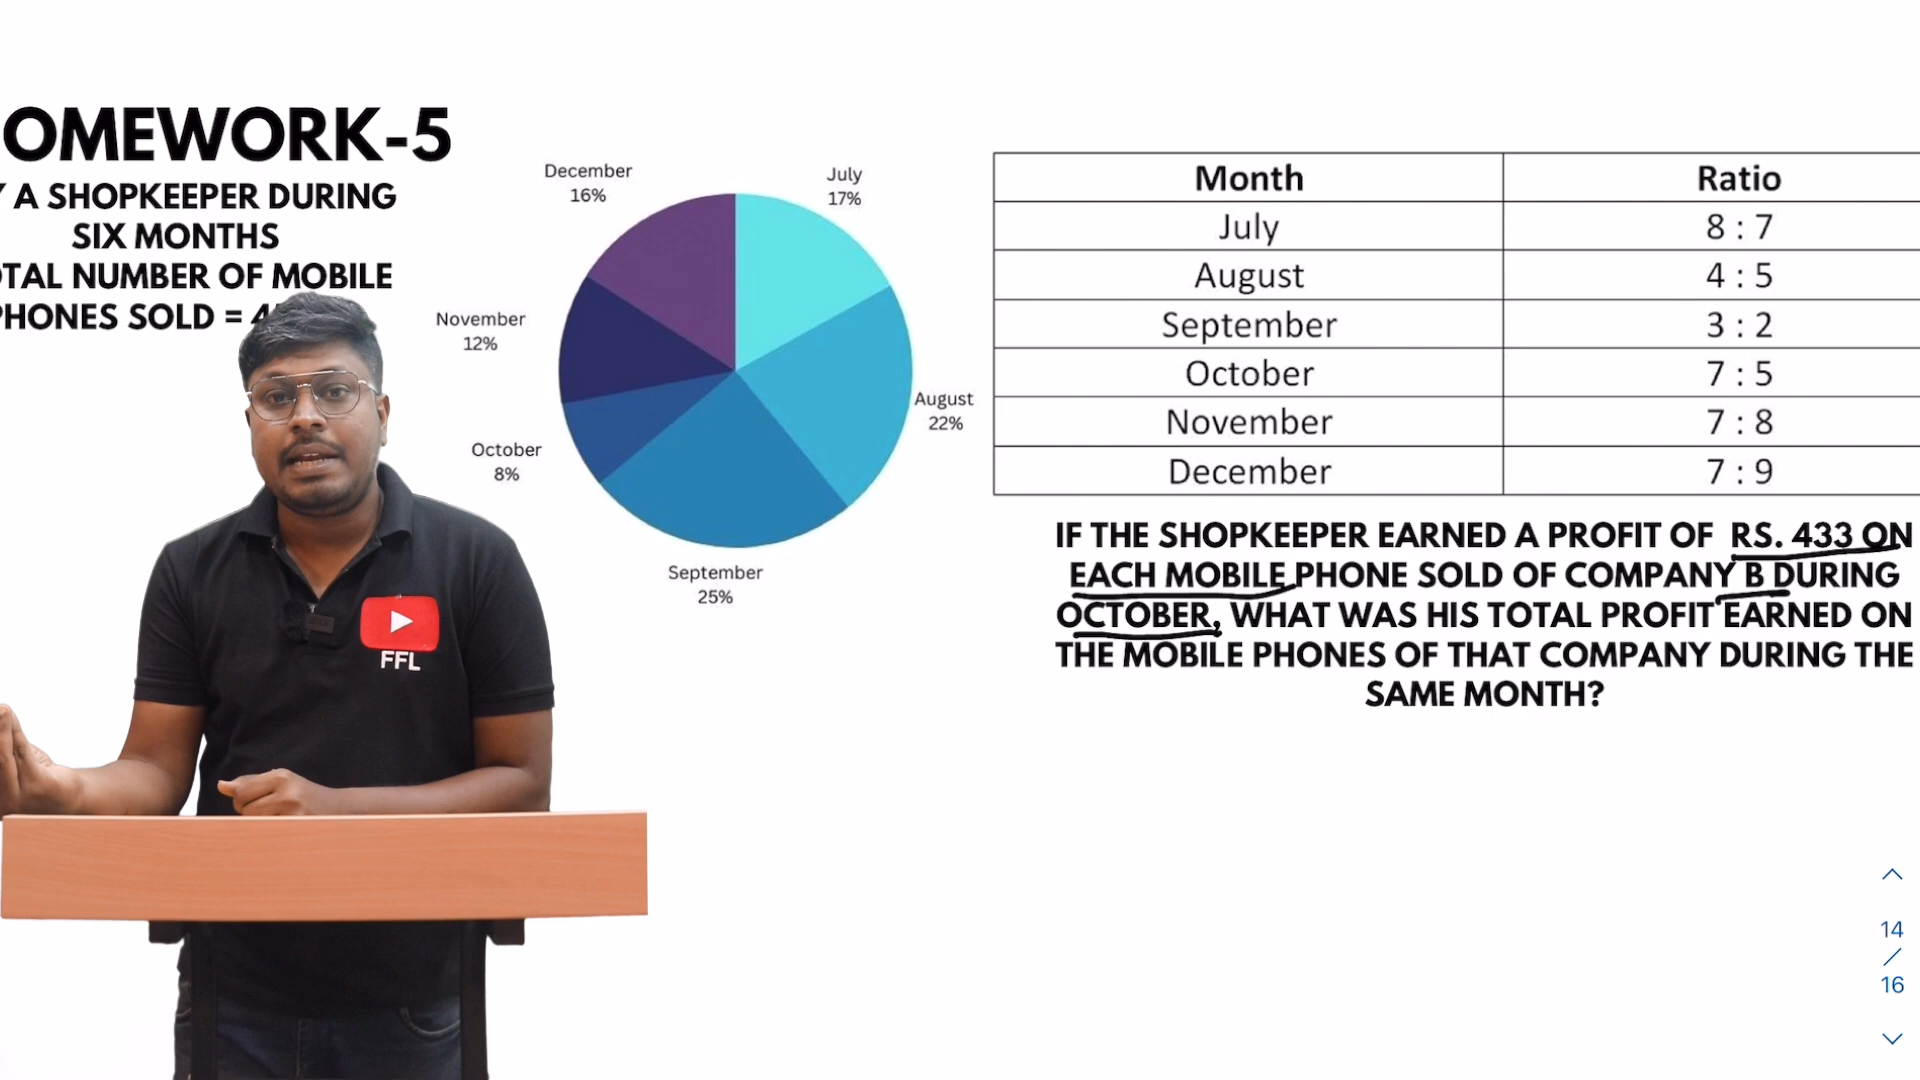 OMEWORK-5
Y A SHOPKEEPER DURING
SIX MONTHS
OTAL NUMBER OF MOBILE
PHONES SOLD =
December
16%
July
17%
November
12%
August
22%
October
8%
September
25%
Month Ratio
July 8 : 7
August 4 : 5
September 3 : 2
October 7 : 5
November 7 : 8
December 7 : 9
IF THE SHOPKEEPER EARNED A PROFIT OF RS. 433 ON
EACH MOBILE PHONE SOLD OF COMPANY B DURING
OCTOBER, WHAT WAS HIS TOTAL PROFIT EARNED ON
THE MOBILE PHONES OF THAT COMPANY DURING THE
SAME MONTH?
FFL
14
/
16